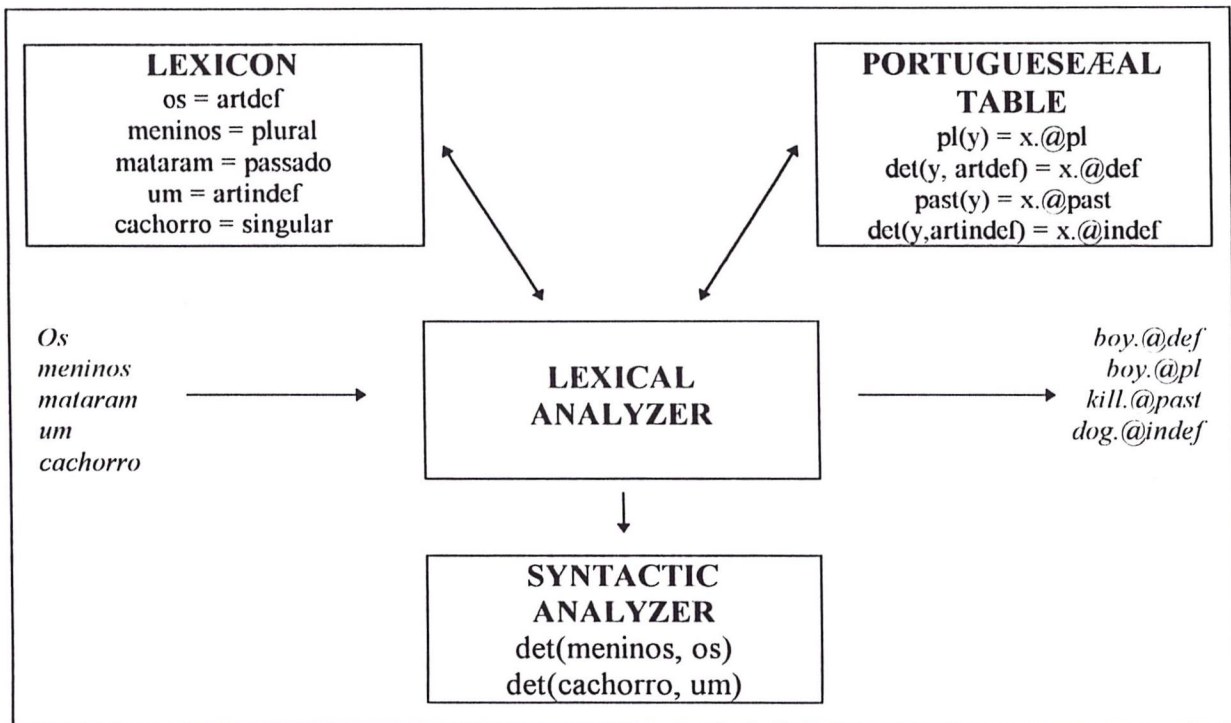 LEXICON
os = artdef
meninos = plural
mataram = passado
um = artindef
cachorro = singular
PORTUGUESEÆAL
TABLE
pl(y) = x.@pl
det(y, artdef) = x.@def
past(y) = x.@past
det(y,artindef) = x.@indef
Os
meninos
mataram
um
cachorro
LEXICAL
ANALYZER
boy.@def
boy.@pl
kill.@past
dog.@indef
SYNTACTIC
ANALYZER
det(meninos, os)
det(cachorro, um)